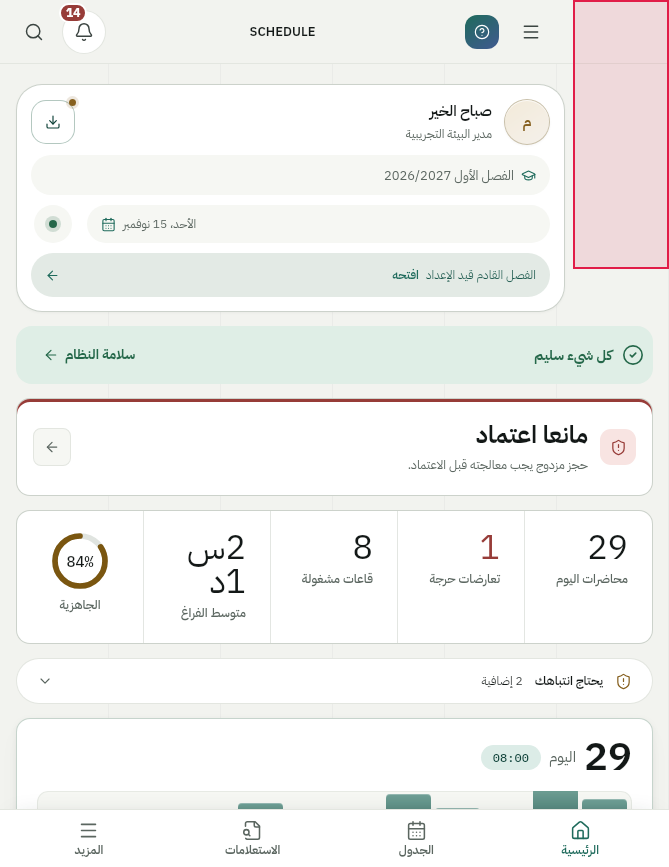 SCHEDULE
14
م
صباح الخير
مدير البيئة التجريبية
الفصل الأول 2026/2027
الأحد، 15 نوفمبر
الفصل القادم قيد الإعداد افتحه
كل شيء سليم
سلامة النظام
مانعا اعتماد
حجز مزدوج يجب معالجته قبل الاعتماد.
29
محاضرات اليوم
1
تعارضات حرجة
8
قاعات مشغولة
2س
1د
متوسط الفراغ
84%
الجاهزية
يحتاج انتباهك 2 إضافية
29 اليوم 08:00
الرئيسية
الجدول
الاستعلامات
المزيد